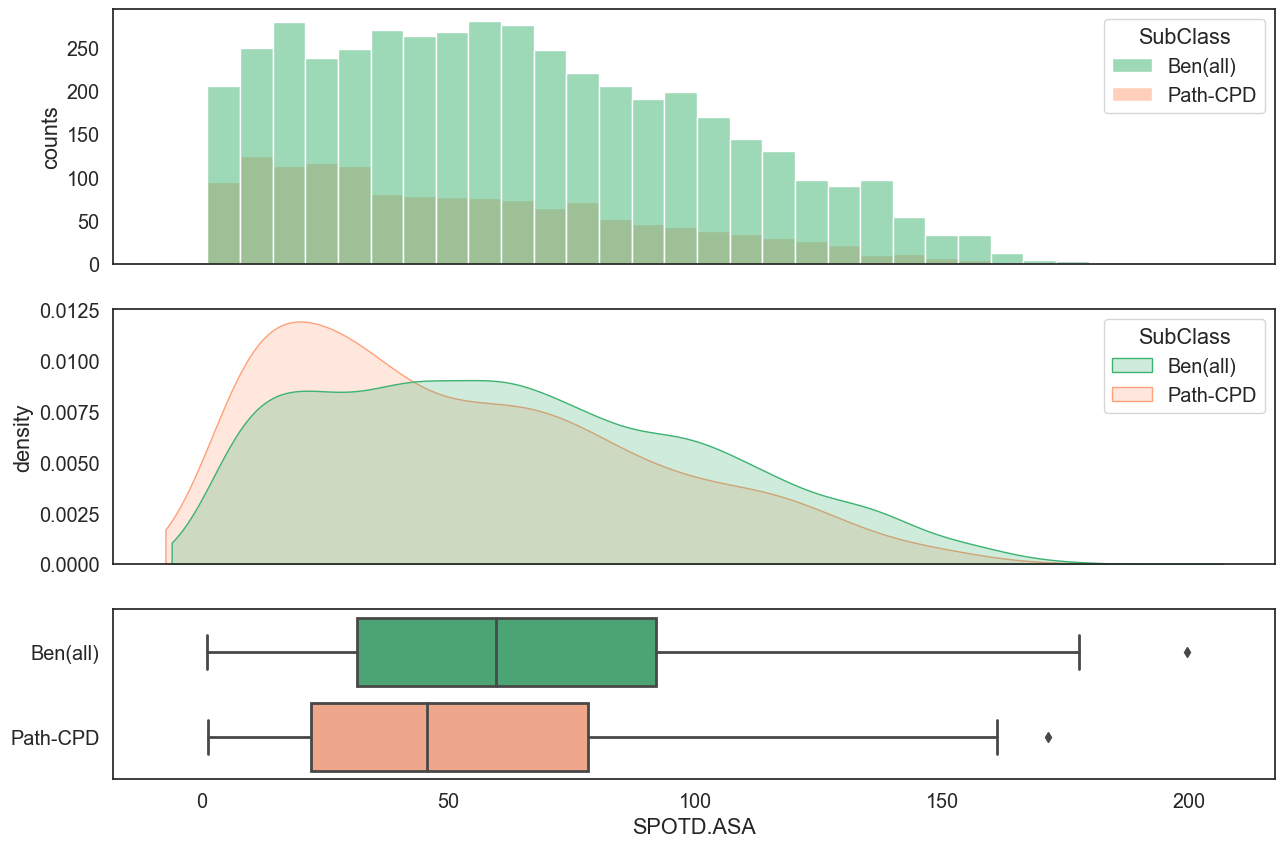 counts
250
200
150
100
50
0
SubClass
Ben(all)
Path-CPD
density
0.0125
0.0100
0.0075
0.0050
0.0025
0.0000
SubClass
Ben(all)
Path-CPD
Ben(all)
Path-CPD
0 50 100 150 200
SPOTD.ASA